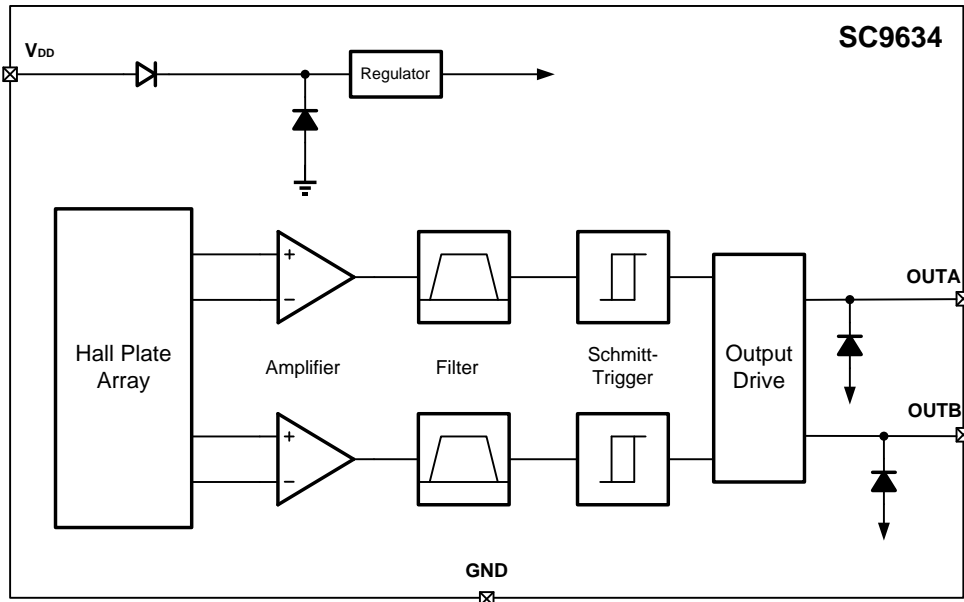 SC9634
VDD
Regulator
+
−
Hall Plate
Array
Amplifier
Filter
Schmitt-
Trigger
Output
Drive
OUTA
OUTB
+
−
GND